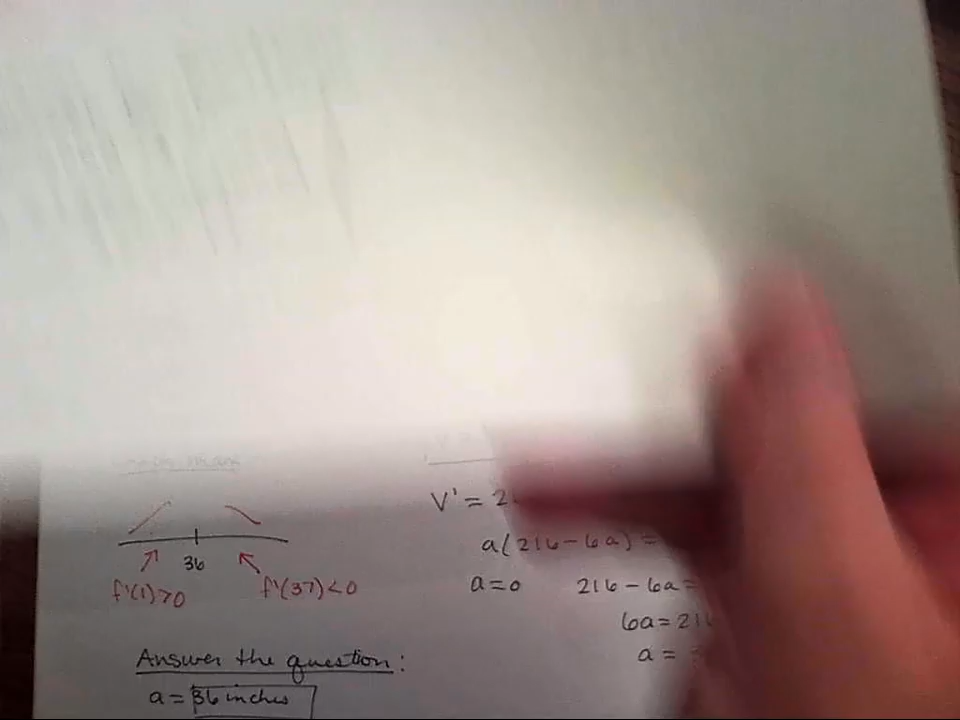 36
f'(1)>0
f'(37)<0
Answer the question:
a = 36 inches
V' = 2
a(216-6a) =
a=0 216-6a=
6a=21
a =